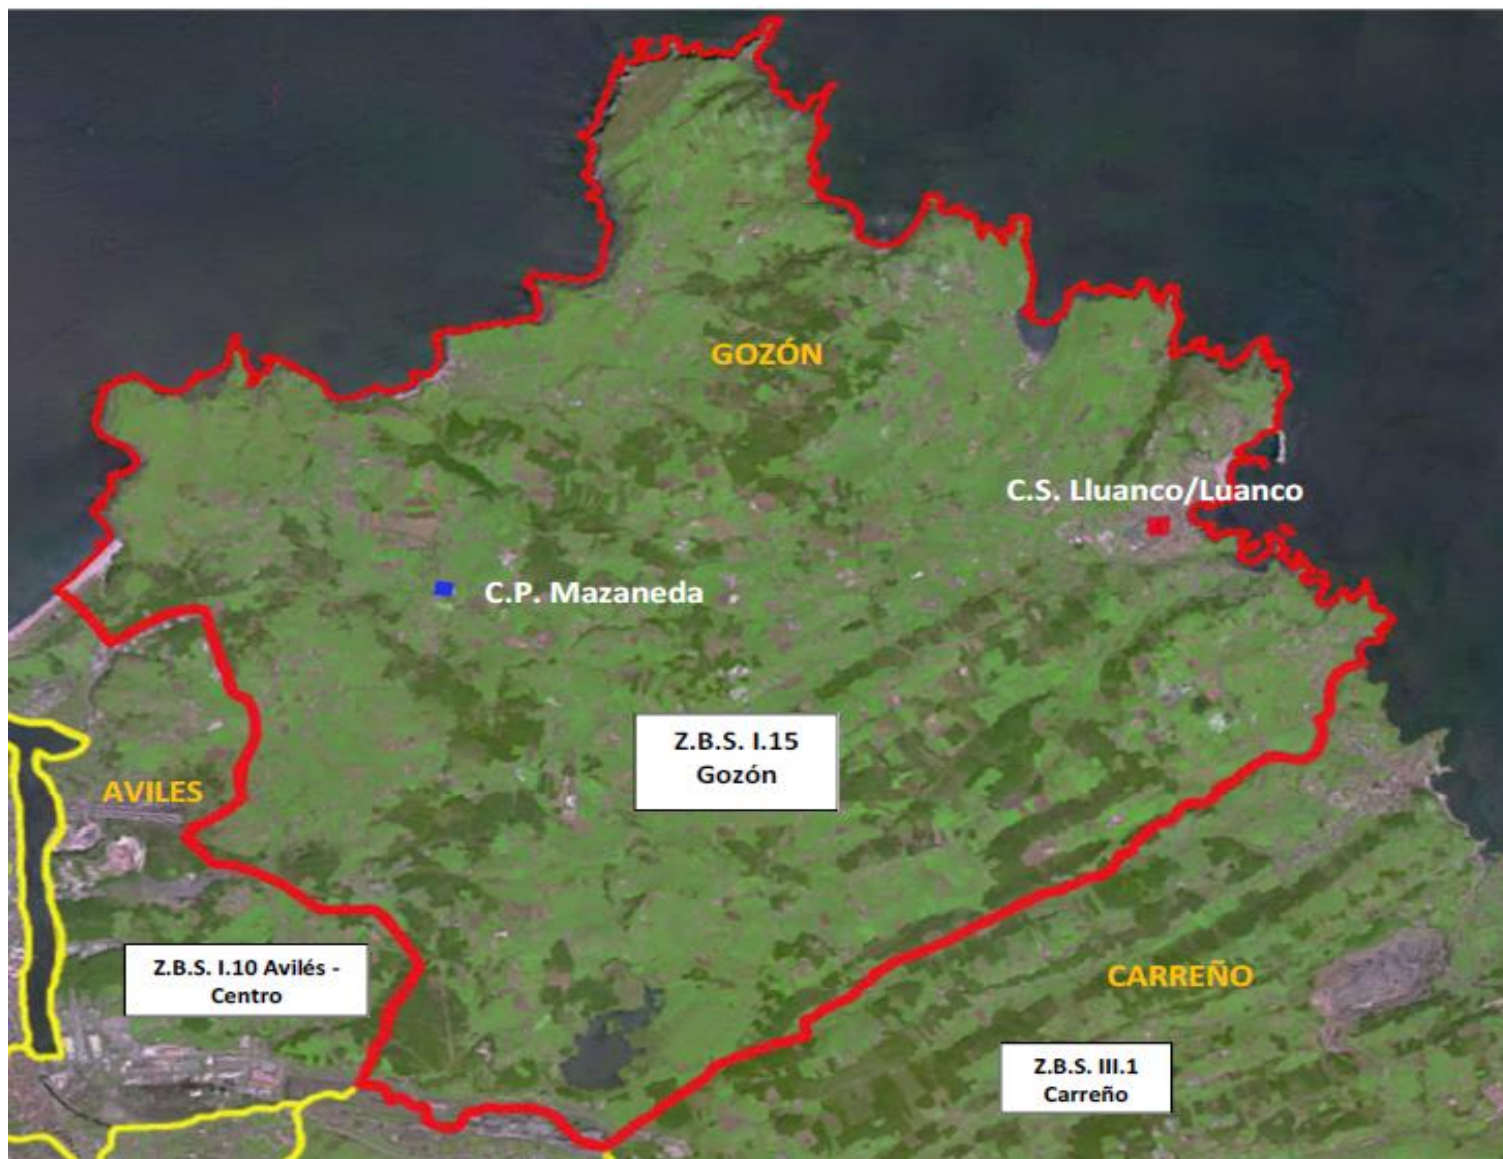 GOZÓN
C.S. Lluanco/Luanco
C.P. Mazaneda
Z.B.S. I.15
Gozón
AVILES
Z.B.S. I.10 Avilés -
Centro
CARREÑO
Z.B.S. III.1
Carreño